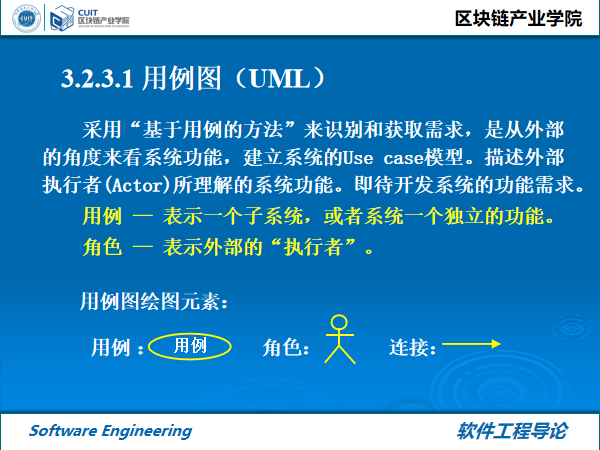 CUIT
区块链产业学院
区块链产业学院
3.2.3.1 用例图（UML）
采用“基于用例的方法”来识别和获取需求，是从外部
的角度来看系统功能，建立系统的Use case模型。描述外部
执行者(Actor)所理解的系统功能。即待开发系统的功能需求。
用例 — 表示一个子系统，或者系统一个独立的功能。
角色 — 表示外部的“执行者”。
用例图绘图元素：
用例： 用例 角色： 连接：
Software Engineering
软件工程导论